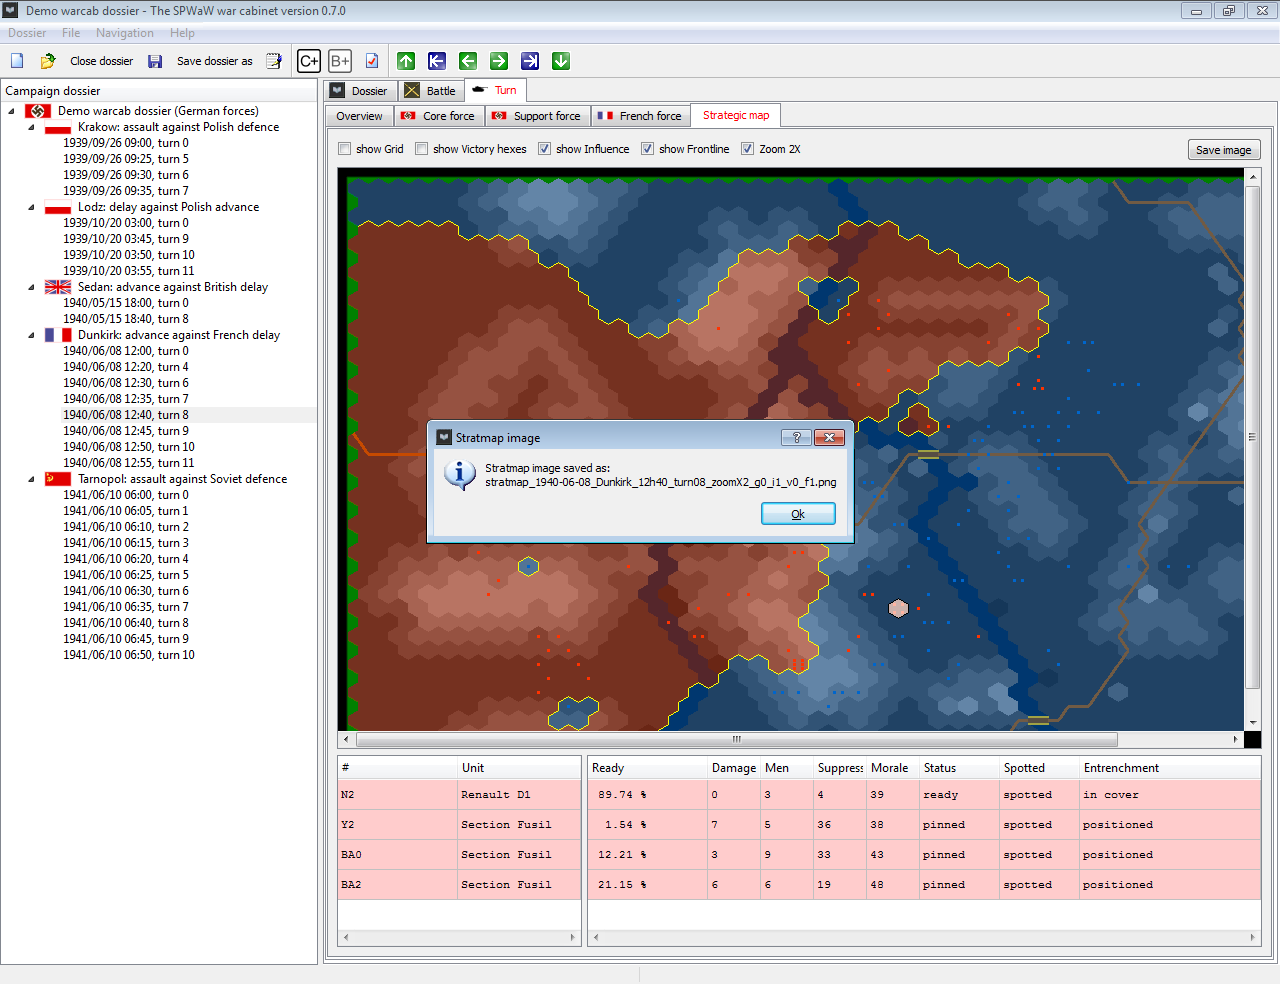 Demo warcab dossier - The SPWaW war cabinet version 0.7.0
Dossier File Navigation Help
Close dossier Save dossier as C+ B+
Campaign dossier
Demo warcab dossier (German forces)
Krakow: assault against Polish defence
1939/09/26 09:00, turn 0
1939/09/26 09:25, turn 5
1939/09/26 09:30, turn 6
1939/09/26 09:35, turn 7
Lodz: delay against Polish advance
1939/10/20 03:00, turn 0
1939/10/20 03:45, turn 9
1939/10/20 03:50, turn 10
1939/10/20 03:55, turn 11
Sedan: advance against British delay
1940/05/15 18:00, turn 0
1940/05/15 18:40, turn 8
Dunkirk: advance against French delay
1940/06/08 12:00, turn 0
1940/06/08 12:20, turn 4
1940/06/08 12:30, turn 6
1940/06/08 12:35, turn 7
1940/06/08 12:40, turn 8
1940/06/08 12:45, turn 9
1940/06/08 12:50, turn 10
1940/06/08 12:55, turn 11
Tarnopol: assault against Soviet defence
1941/06/10 06:00, turn 0
1941/06/10 06:05, turn 1
1941/06/10 06:10, turn 2
1941/06/10 06:15, turn 3
1941/06/10 06:20, turn 4
1941/06/10 06:25, turn 5
1941/06/10 06:30, turn 6
1941/06/10 06:35, turn 7
1941/06/10 06:40, turn 8
1941/06/10 06:45, turn 9
1941/06/10 06:50, turn 10
Dossier Battle Turn
Overview Core force Support force French force Strategic map
show Grid show Victory hexes show Influence show Frontline Zoom 2X Save image
Stratmap image
Stratmap image saved as:
stratmap_1940-06-08_Dunkirk_12h40_turn08_zoomX2_g0_i1_v0_f1.png
Ok
# Unit Ready Damage Men Suppress Morale Status Spotted Entrenchment
N2 Renault D1 89.74 % 0 3 4 39 ready spotted in cover
Y2 Section Fusil 1.54 % 7 5 36 38 pinned spotted positioned
BA0 Section Fusil 12.21 % 3 9 33 43 pinned spotted positioned
BA2 Section Fusil 21.15 % 6 6 19 48 pinned spotted positioned